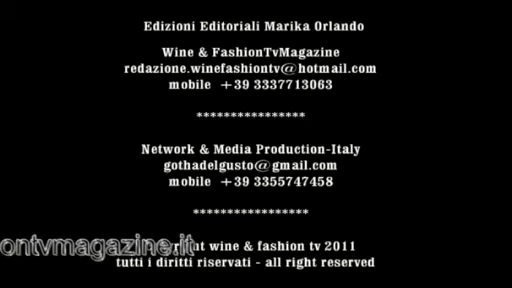 Edizioni Editoriali Marika Orlando
Wine & FashionTvMagazine
redazione.winefashiontv@hotmail.com
mobile +39 3337713063
****************
Network & Media Production-Italy
gothadelgusto@gmail.com
mobile +39 3355747458
*****************
ontvmagazine.it
wine & fashion tv 2011
tutti i diritti riservati - all right reserved